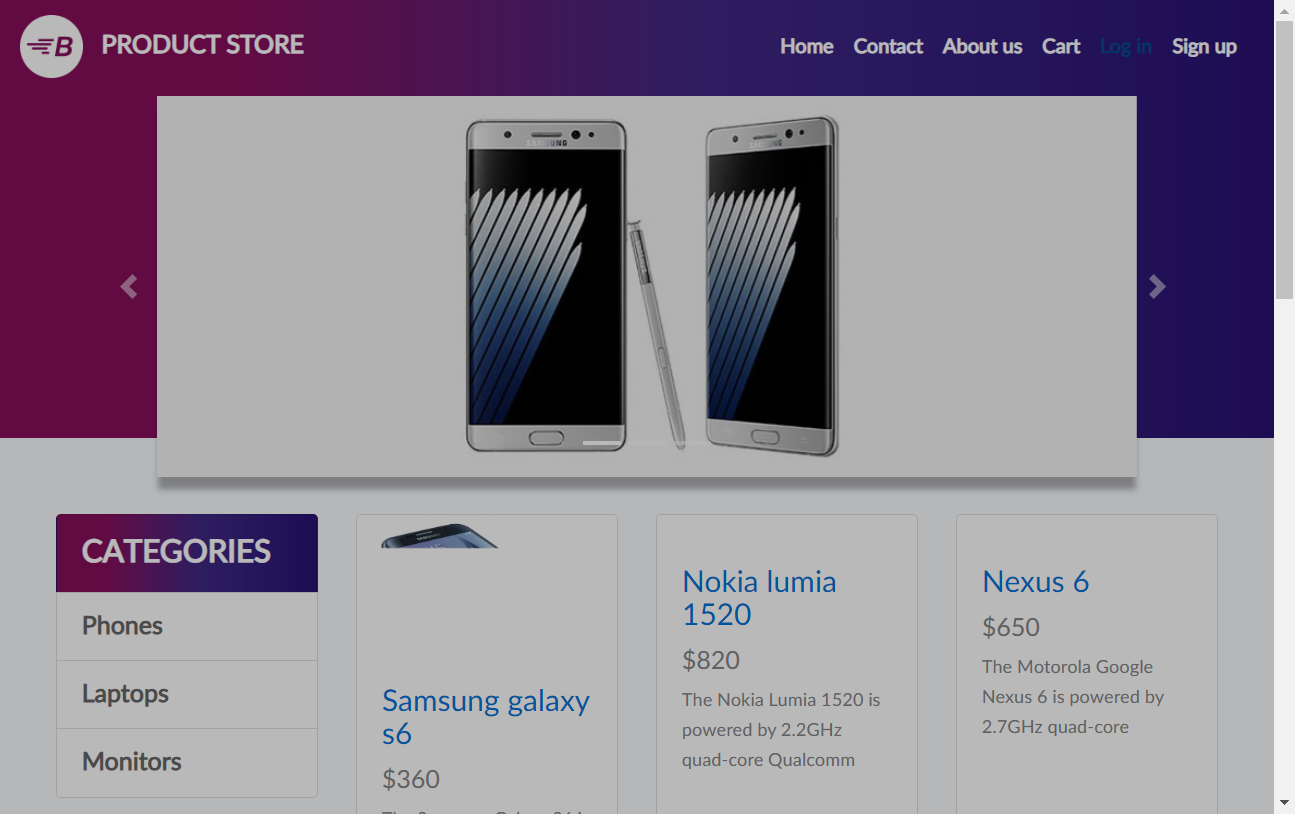 B PRODUCT STORE
Home Contact About us Cart Log in Sign up
SAMSUNG
SAMSUNG
CATEGORIES
Phones
Laptops
Monitors
Samsung galaxy
s6
$360
Nokia lumia
1520
$820
The Nokia Lumia 1520 is
powered by 2.2GHz
quad-core Qualcomm
Nexus 6
$650
The Motorola Google
Nexus 6 is powered by
2.7GHz quad-core